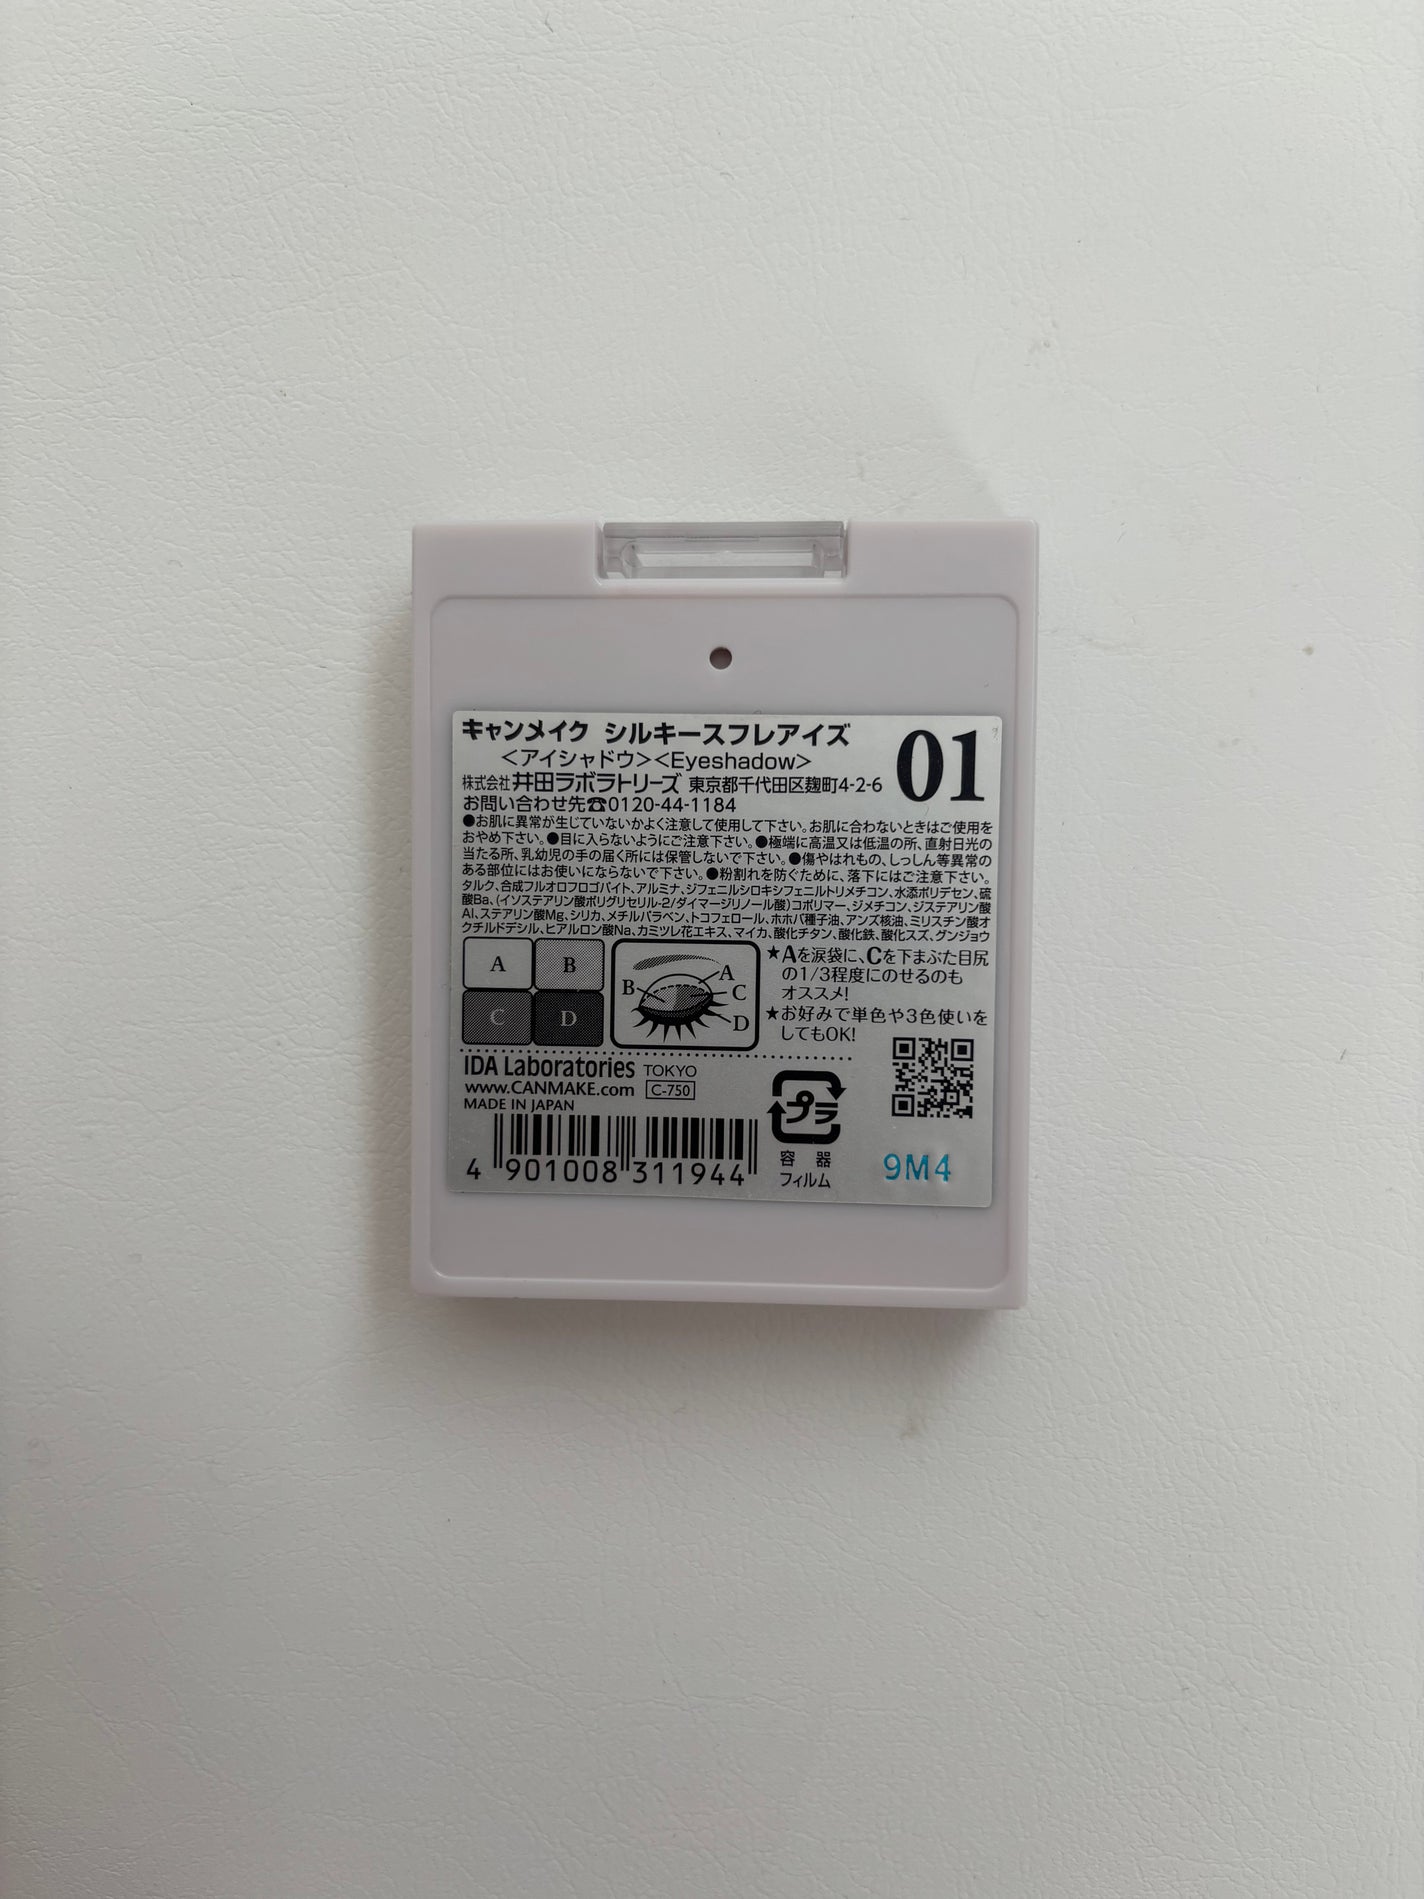 キャンメイク シルキースフレアイズ
01
＜アイシャドウ＞＜Eyeshadow＞
株式会社 井田ラボラトリーズ 東京都千代田区麹町4-2-6
お問い合わせ先☎0120-44-1184
●お肌に異常が生じていないかよく注意して使用して下さい。お肌に合わないときはご使用を
おやめ下さい。●目に入らないようにご注意下さい。●極端に高温又は低温の所、直射日光の
当たる所、乳幼児の手の届く所には保管しないで下さい。●傷やはれもの、しっしん等異常の
ある部位にはお使いにならないで下さい。●粉割れを防ぐために、落下にはご注意下さい。
タルク、合成フルオロフロゴパイト、アルミナ、ジフェニルシロキシフェニルトリメチコン、水添ポリデセン、硫
酸Ba、(イソステアリン酸ポリグリセリル-2/ダイマージリノール酸)コポリマー、ジメチコン、ジステアリン酸
Al、ステアリン酸Mg、シリカ、メチルパラベン、トコフェロール、ホホバ種子油、アンズ核油、ミリスチン酸オ
クチルドデシル、ヒアルロン酸Na、カミツレ花エキス、マイカ、酸化チタン、酸化鉄、酸化スズ、グンジョウ
A B
C D
A
B
C
D
★Aを涙袋に、Cを下まぶた目尻
の1/3程度にのせるのも
オススメ!
★お好みで単色や3色使いを
してもOK!
IDA Laboratories TOKYO
www.CANMAKE.com C-750
MADE IN JAPAN
4 901008 311944
プラ
容 器
フィルム
9M4